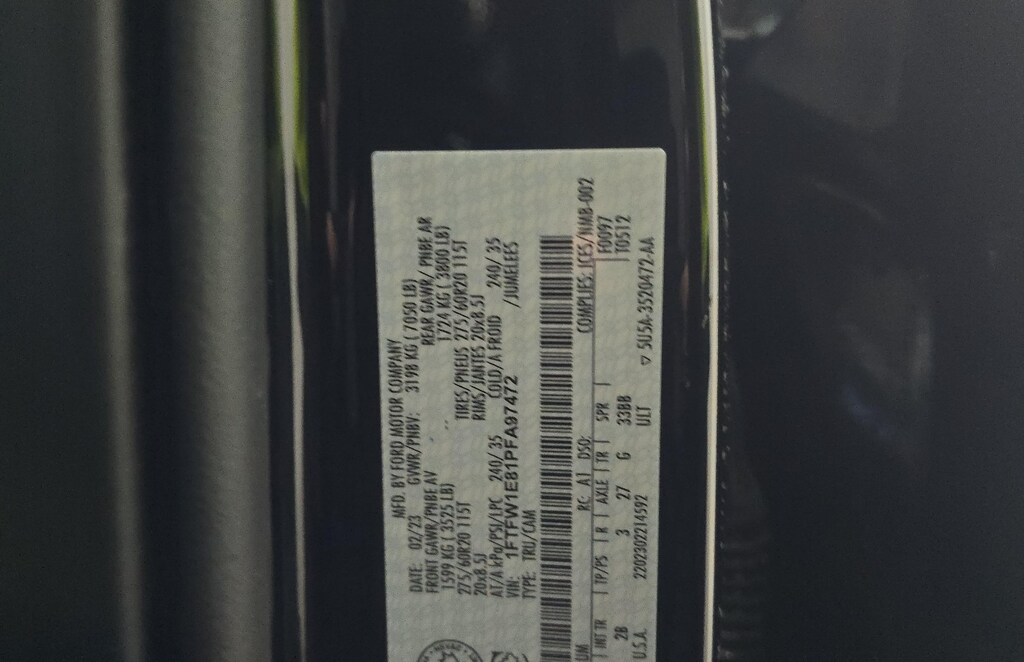 MFD. BY FORD MOTOR COMPANY
DATE: 02/23 GVWR/PNBV: 3198 KG ( 7050 LB)
FRONT GAWR/PNBE AV REAR GAWR/ PNBE AR
1599 KG ( 3525 LB) 1724 KG ( 3800 LB)
275/60R20 115T TIRES/PNEUS 275/60R20 115T
20x8.5J RIMS/JANTES 20x8.5J
AT/A kPa/PSI/LPC 240/ 35 COLD/A FROID 240/ 35
VIN: 1FTFW1E81PFA97472 /JUMELEES
TYPE: TRU/CAM
UM RC: AI DSO: COMPLIES: ICES/NMB-002
INT TR TP/PS R AXLE TR SPR F0097
2B 3 27 G 33BB T0512
U.S.A. 2202302214592 ULT ▽ 5U5A-3520472-AA